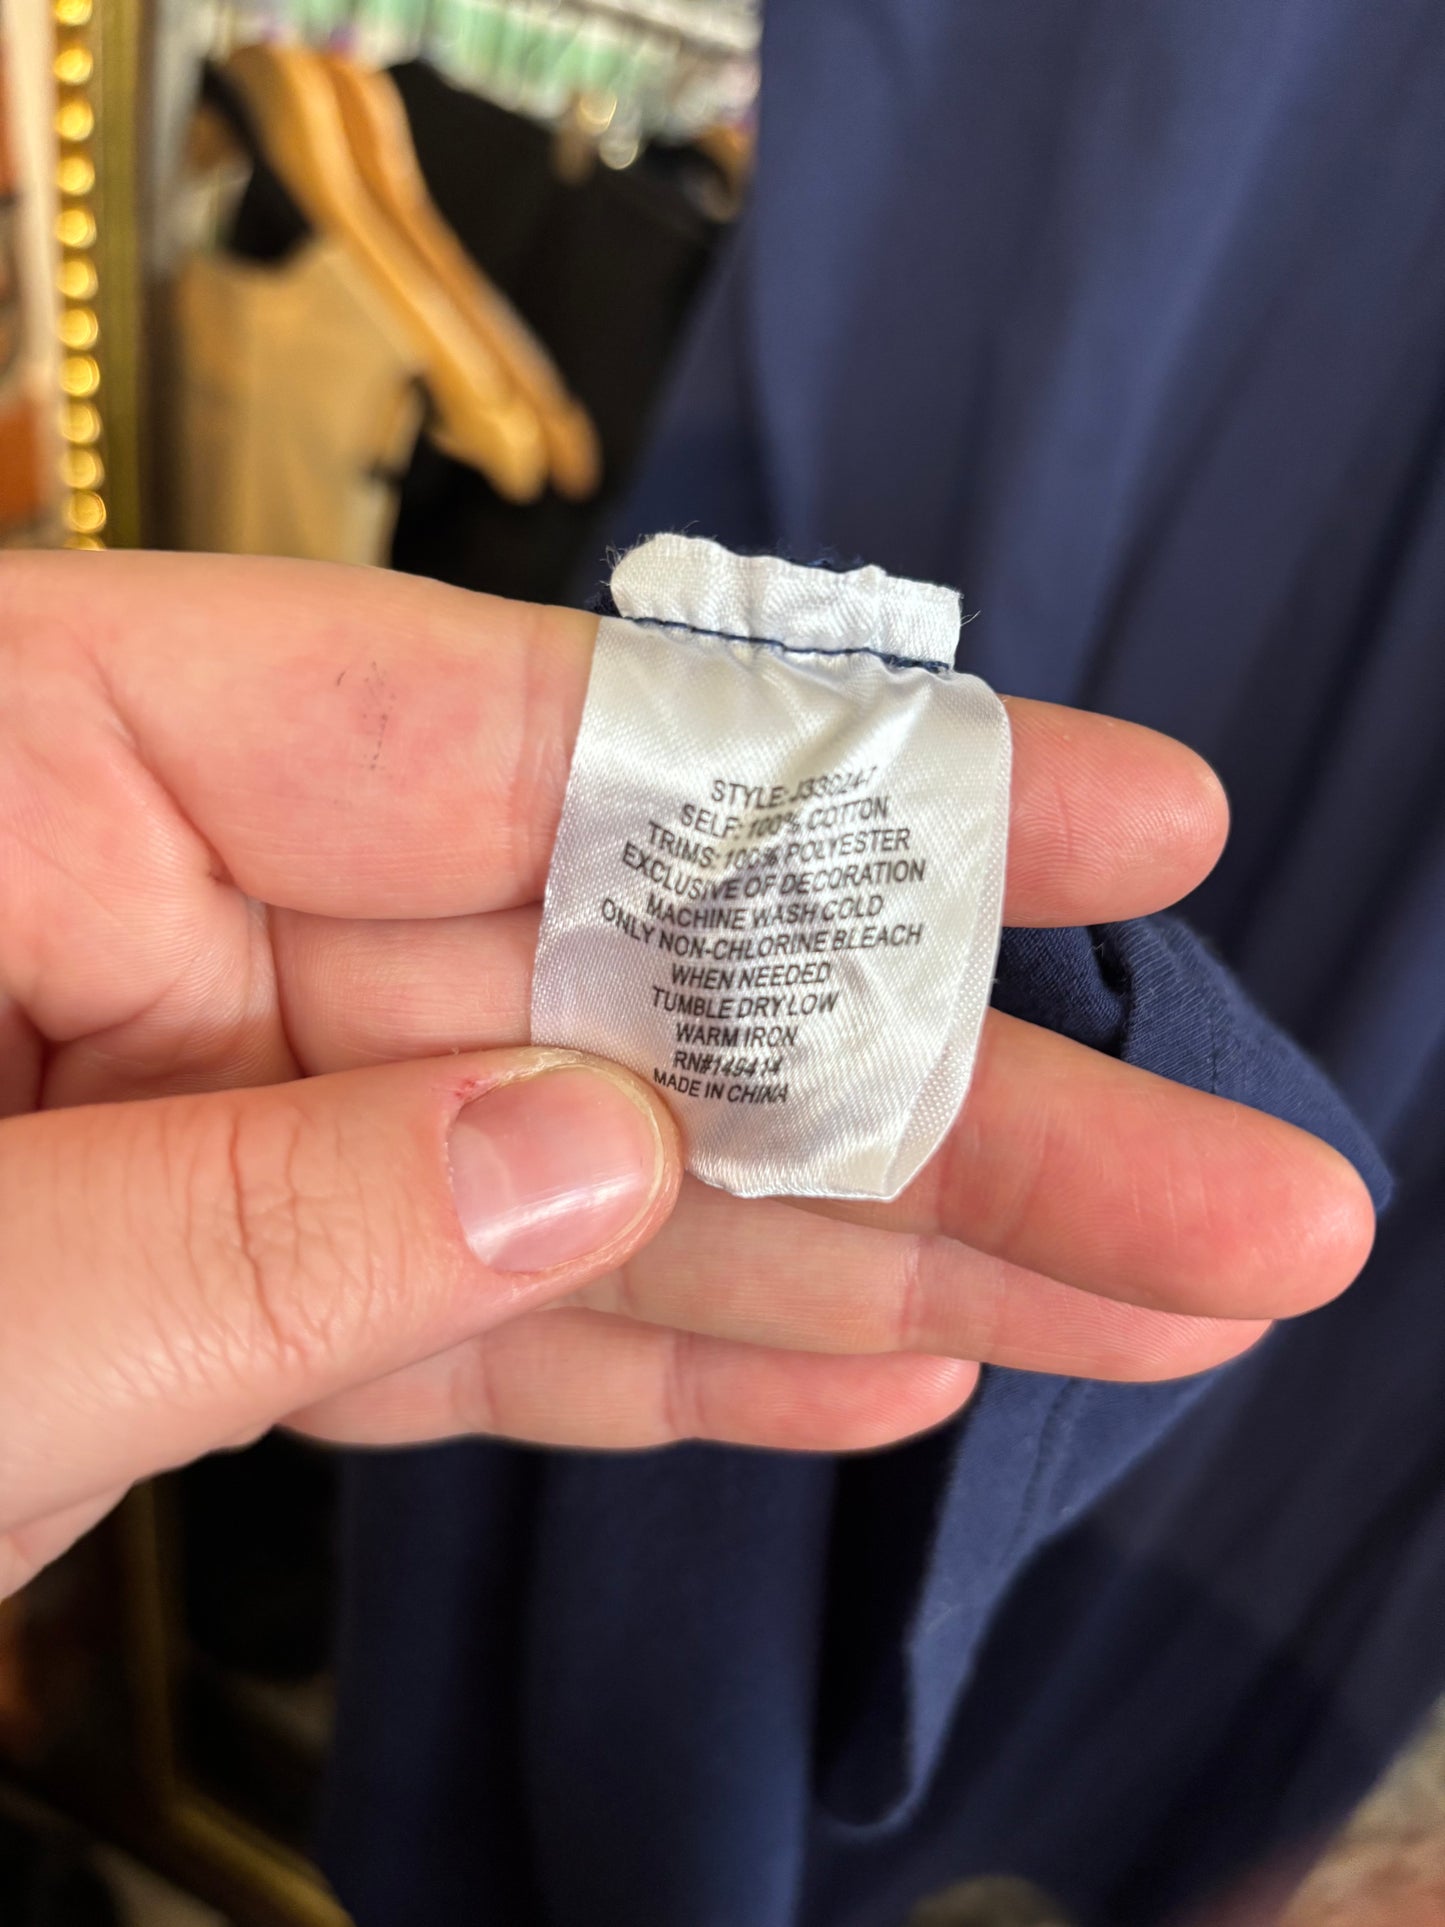 STYLE: J33024-7
SELF: 100% COTTON
TRIMS: 100% POLYESTER
EXCLUSIVE OF DECORATION
MACHINE WASH COLD
ONLY NON-CHLORINE BLEACH
WHEN NEEDED
TUMBLE DRY LOW
WARM IRON
RN#149414
MADE IN CHINA